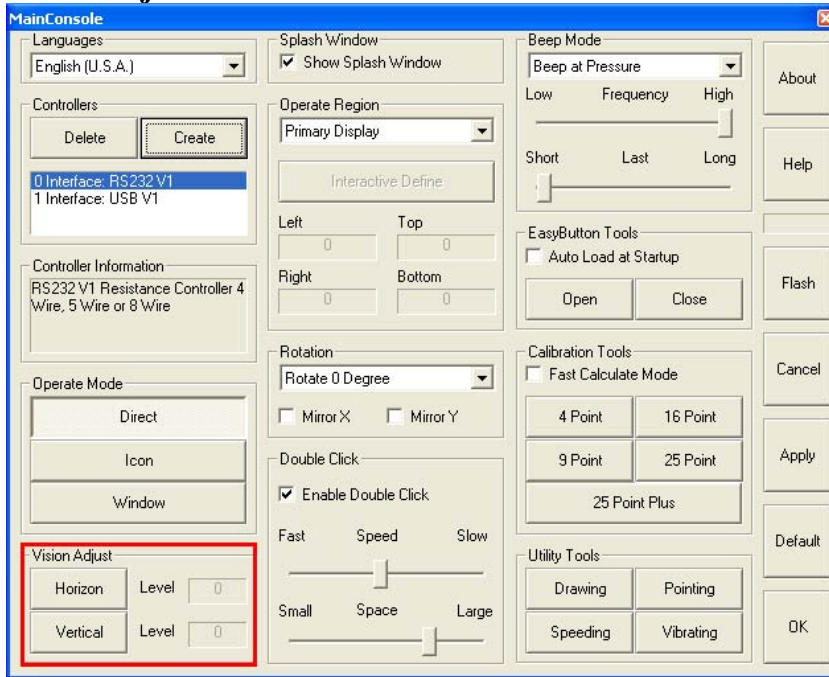 MainConsole
Languages
English (U.S.A.)
Controllers
Delete
Create
0 Interface: RS232 V1
1 Interface: USB V1
Controller Information
RS232 V1 Resistance Controller 4
Wire, 5 Wire or 8 Wire
Operate Mode
Direct
Icon
Window
Vision Adjust
Horizon Level 0
Vertical Level 0
Splash Window
Show Splash Window
Operate Region
Primary Display
Interactive Define
Left Top
0 0
Right Bottom
0 0
Rotation
Rotate 0 Degree
Mirror X Mirror Y
Double Click
Enable Double Click
Fast Speed Slow
Small Space Large
Beep Mode
Beep at Pressure
Low Frequency High
Short Last Long
EasyButton Tools
Auto Load at Startup
Open Close
Calibration Tools
Fast Calculate Mode
4 Point 16 Point
9 Point 25 Point
25 Point Plus
Utility Tools
Drawing Pointing
Speeding Vibrating
About
Help
Flash
Cancel
Apply
Default
OK